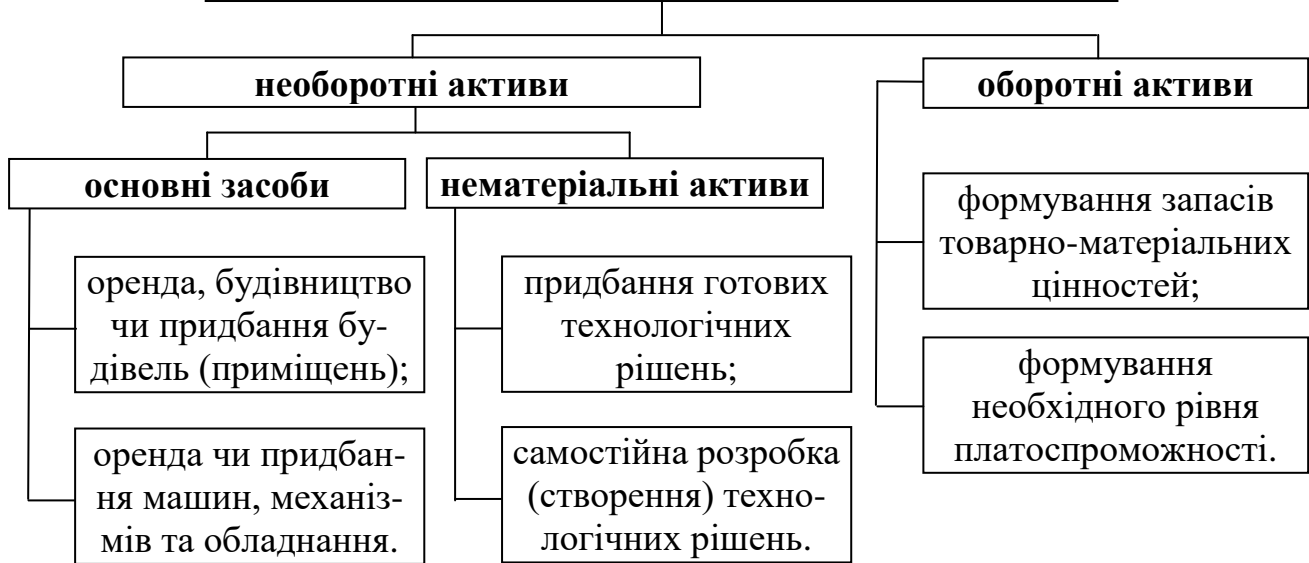 необоротні активи
оборотні активи
основні засоби
нематеріальні активи
оренда, будівництво
чи придбання бу-
дівель (приміщень);
оренда чи придбан-
ня машин, механіз-
мів та обладнання.
придбання готових
технологічних
рішень;
самостійна розробка
(створення) техно-
логічних рішень.
формування запасів
товарно-матеріальних
цінностей;
формування
необхідного рівня
платоспроможності.